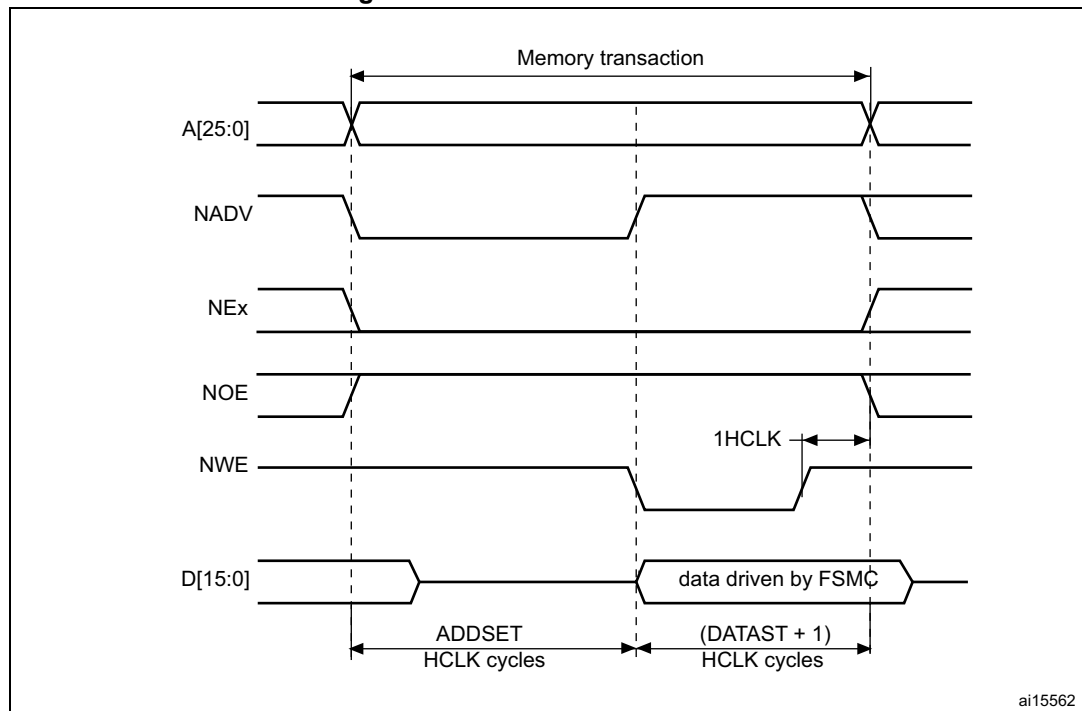 Memory transaction
A[25:0]
NADV
NEx
NOE
1HCLK
NWE
D[15:0]
data driven by FSMC
ADDSET
HCLK cycles
(DATAST + 1)
HCLK cycles
ai15562